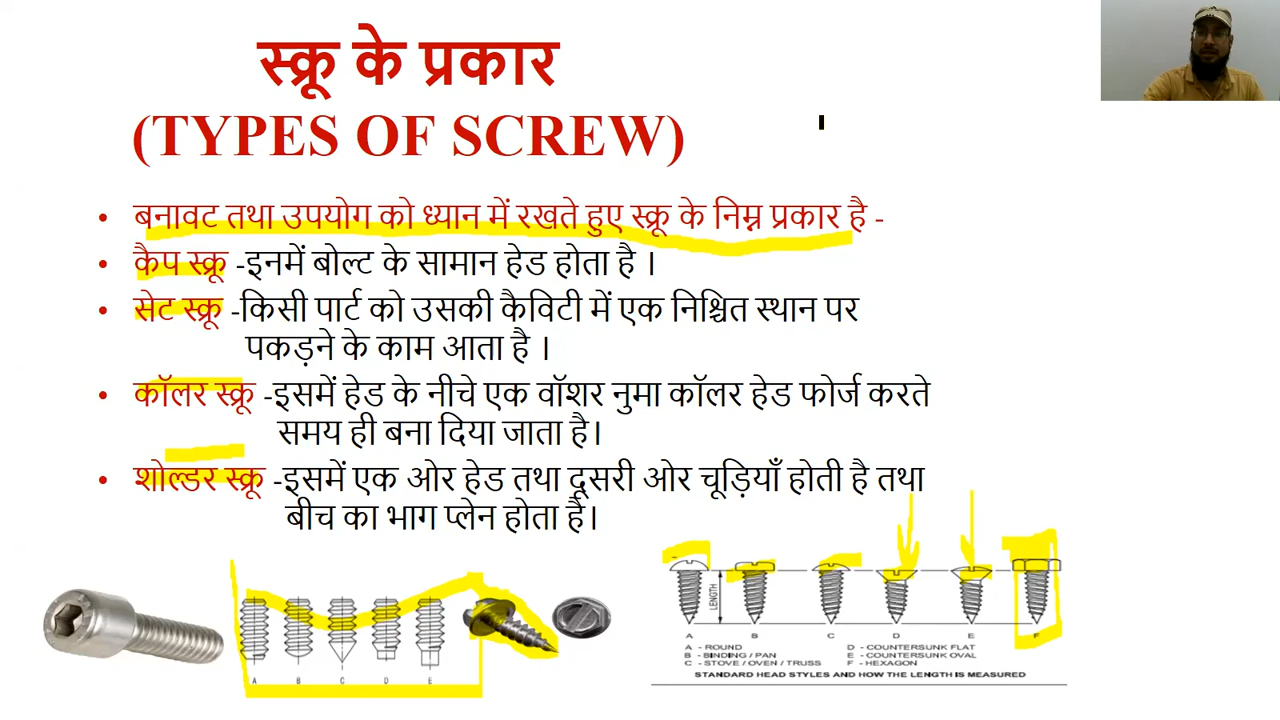 स्क्रू के प्रकार
(TYPES OF SCREW)
• बनावट तथा उपयोग को ध्यान में रखते हुए स्क्रू के निम्न प्रकार है -
• कैप स्क्रू -इनमें बोल्ट के सामान हेड होता है ।
• सेट स्क्रू -किसी पार्ट को उसकी कैविटी में एक निश्चित स्थान पर
पकड़ने के काम आता है ।
• कॉलर स्क्रू -इसमें हेड के नीचे एक वॉशर नुमा कॉलर हेड फोर्ज करते
समय ही बना दिया जाता है।
• शोल्डर स्क्रू -इसमें एक ओर हेड तथा दूसरी ओर चूड़ियाँ होती है तथा
बीच का भाग प्लेन होता है।
A B C D E
LENGTH
A B C D E F
A - ROUND D - COUNTERSUNK FLAT
B - BINDING / PAN E - COUNTERSUNK OVAL
C - STOVE / OVEN / TRUSS F - HEXAGON
STANDARD HEAD STYLES AND HOW THE LENGTH IS MEASURED